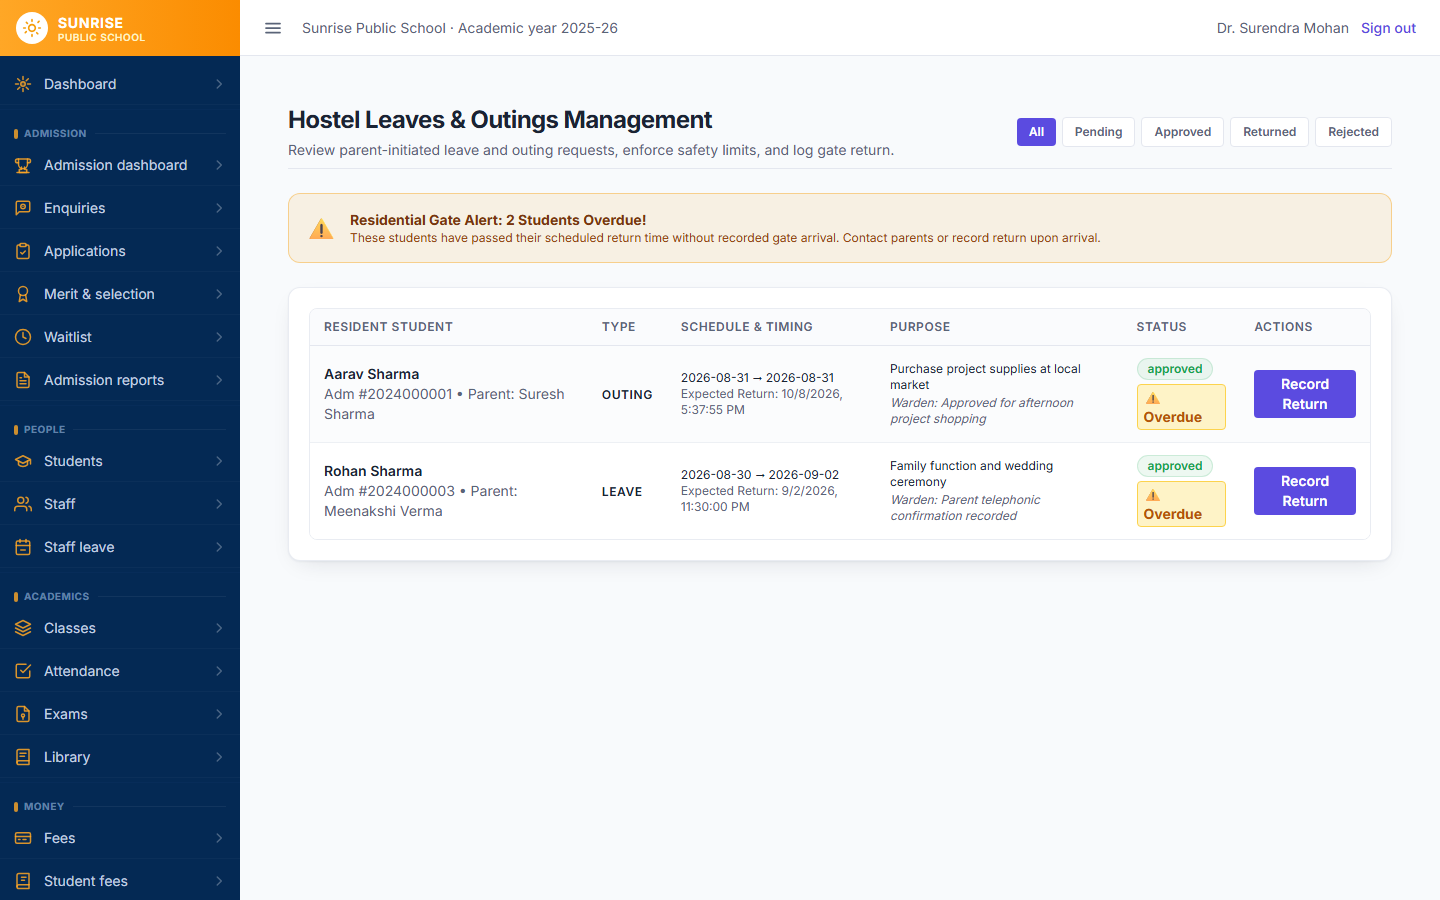 SUNRISE
PUBLIC SCHOOL
Sunrise Public School · Academic year 2025-26
Dr. Surendra Mohan
Sign out
Dashboard
ADMISSION
Admission dashboard
Enquiries
Applications
Merit & selection
Waitlist
Admission reports
PEOPLE
Students
Staff
Staff leave
ACADEMICS
Classes
Attendance
Exams
Library
MONEY
Fees
Student fees
Hostel Leaves & Outings Management
Review parent-initiated leave and outing requests, enforce safety limits, and log gate return.
All
Pending
Approved
Returned
Rejected
Residential Gate Alert: 2 Students Overdue!
These students have passed their scheduled return time without recorded gate arrival. Contact parents or record return upon arrival.
RESIDENT STUDENT
TYPE
SCHEDULE & TIMING
PURPOSE
STATUS
ACTIONS
Aarav Sharma
Adm #2024000001 • Parent: Suresh
Sharma
OUTING
2026-08-31 → 2026-08-31
Expected Return: 10/8/2026,
5:37:55 PM
Purchase project supplies at local
market
Warden: Approved for afternoon
project shopping
approved
⚠️
Overdue
Record
Return
Rohan Sharma
Adm #2024000003 • Parent:
Meenakshi Verma
LEAVE
2026-08-30 → 2026-09-02
Expected Return: 9/2/2026,
11:30:00 PM
Family function and wedding
ceremony
Warden: Parent telephonic
confirmation recorded
approved
⚠️
Overdue
Record
Return